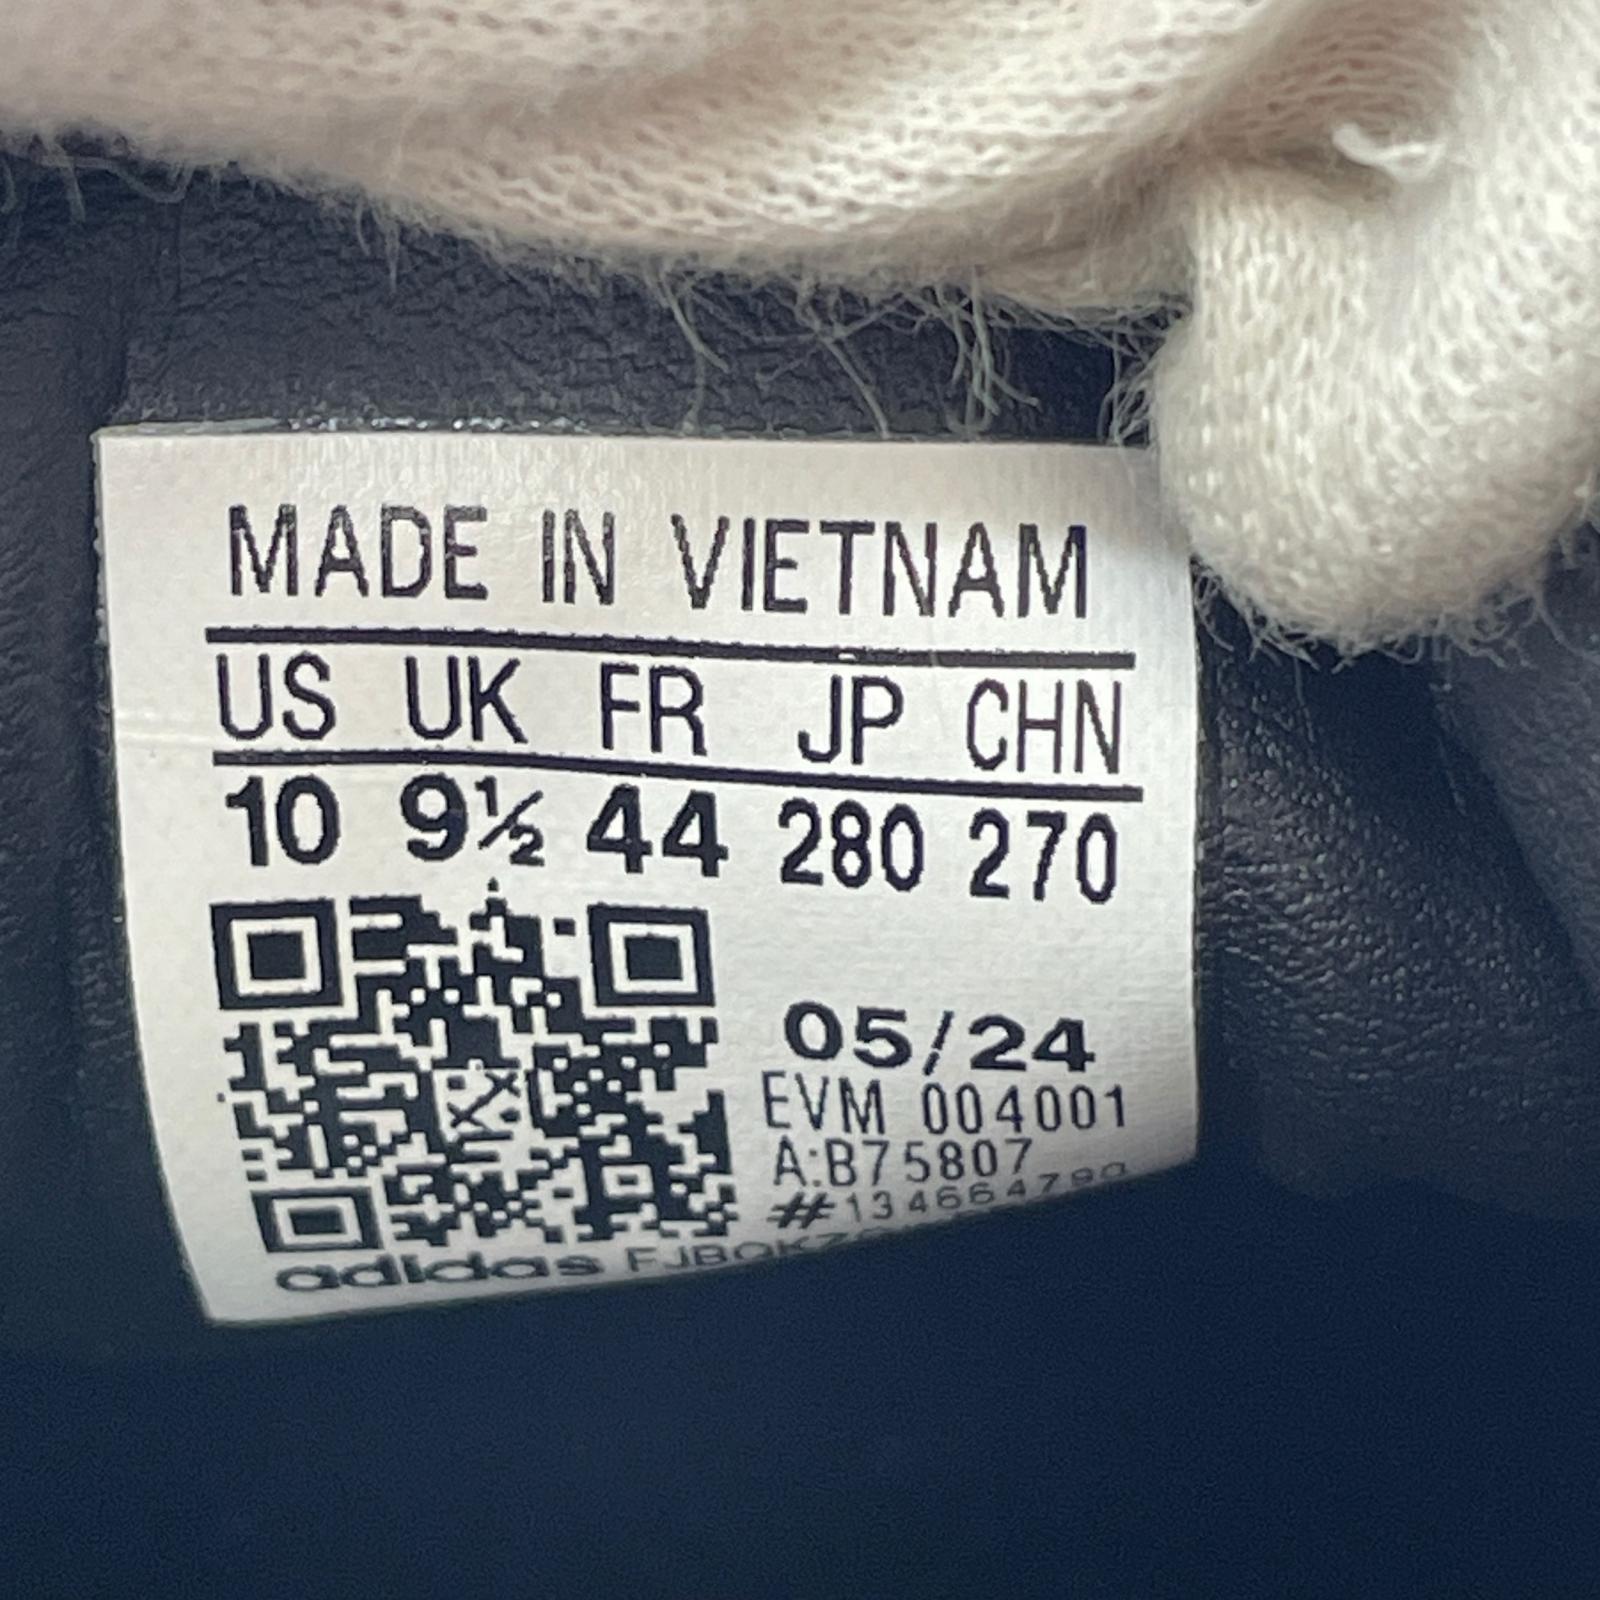 MADE IN VIETNAM
US UK FR JP CHN
10 9½ 44 280 270
05/24
EVM 004001
A:B75807
adidas